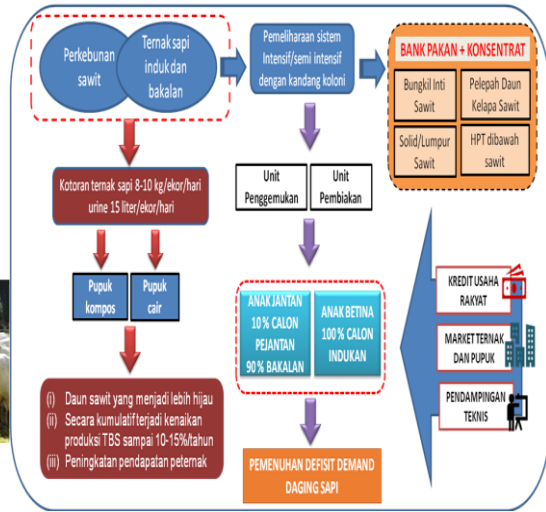 Perkebunan
sawit
Ternak sapi
induk dan
bakalan
Pemeliharaan sistem
Intensif/semi intensif
dengan kandang koloni
BANK PAKAN + KONSENTRAT
Bungkil Inti
Sawit
Pelepah Daun
Kelapa Sawit
Solid/Lumpur
Sawit
HPT dibawah
sawit
Kotoran ternak sapi 8-10 kg/ekor/hari
urine 15 liter/ekor/hari
Unit
Penggemukan
Unit
Pembiakan
Pupuk
kompos
Pupuk
cair
ANAK JANTAN
10 % CALON
PEJANTAN
90 % BAKALAN
ANAK BETINA
100 % CALON
INDUKAN
KREDIT USAHA
RAKYAT
MARKET TERNAK
DAN PUPUK
PENDAMPINGAN
TEKNIS
(i) Daun sawit yang menjadi lebih hijau
(ii) Secara kumulatif terjadi kenaikan
produksi TBS sampai 10-15%/tahun
(iii) Peningkatan pendapatan peternak
PEMENUHAN DEFISIT DEMAND
DAGING SAPI